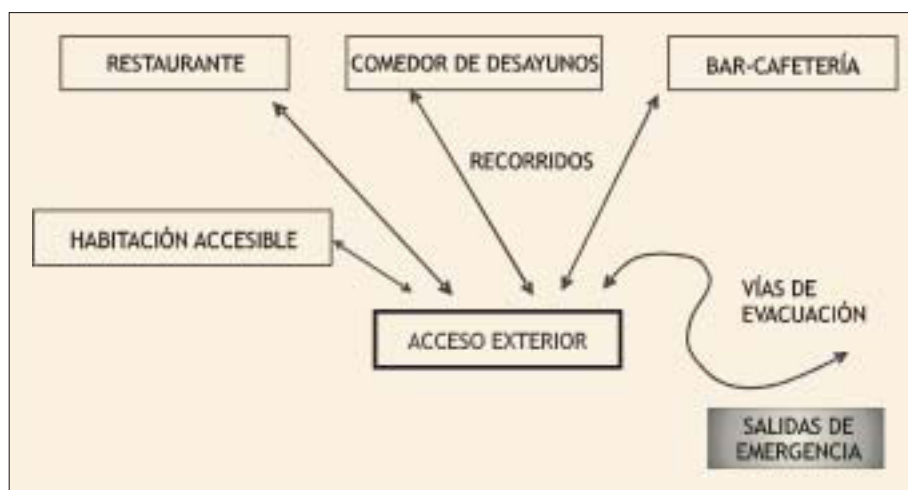 RESTAURANTE
COMEDOR DE DESAYUNOS
BAR-CAFETERÍA
RECORRIDOS
HABITACIÓN ACCESIBLE
VÍAS DE
EVACUACIÓN
ACCESO EXTERIOR
SALIDAS DE
EMERGENCIA